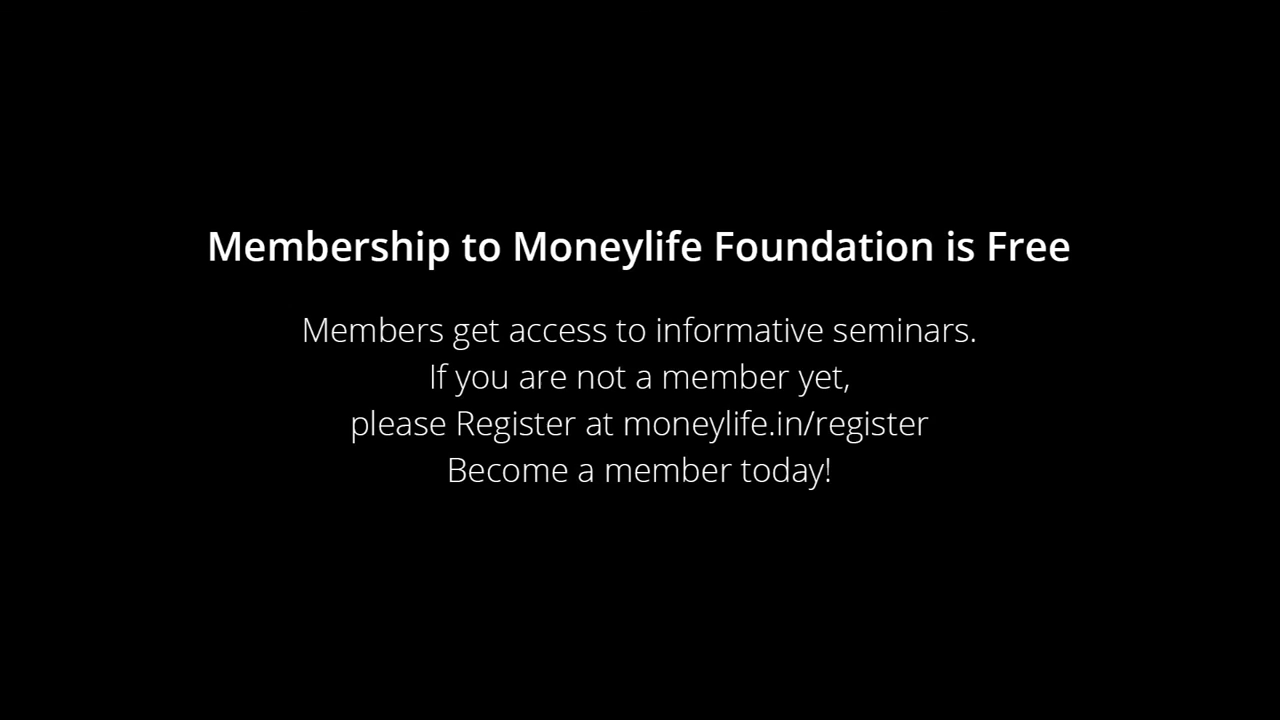 Membership to Moneylife Foundation is Free
Members get access to informative seminars.
If you are not a member yet,
please Register at moneylife.in/register
Become a member today!